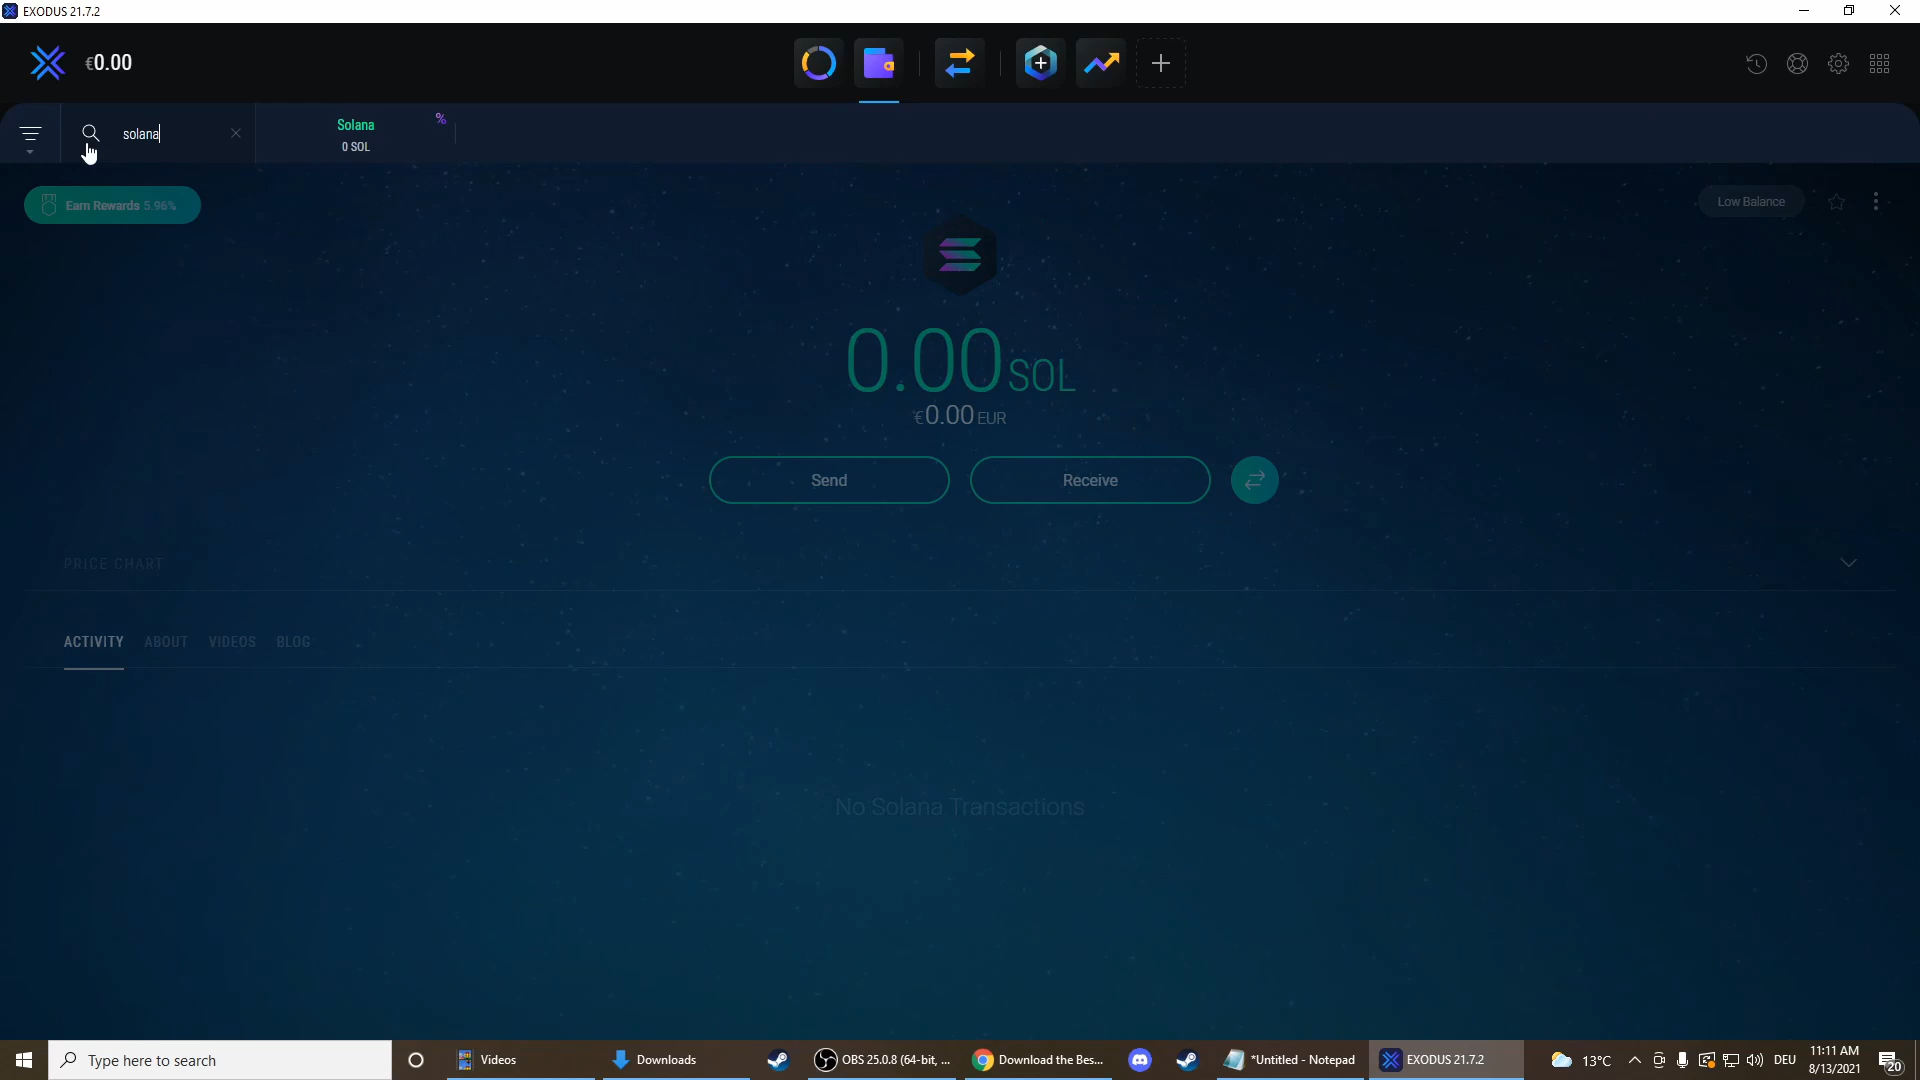 EXODUS 21.7.2
€0.00
solana
Solana
%
0 SOL
Earn Rewards 5.96%
Low Balance
0.00 SOL
€0.00 EUR
Send
Receive
PRICE CHART
ACTIVITY ABOUT VIDEOS BLOG
No Solana Transactions
Type here to search
Videos
Downloads
OBS 25.0.8 (64-bit, ...
Download the Bes...
*Untitled - Notepad
EXODUS 21.7.2
13°C
DEU
11:11 AM
8/13/2021
20